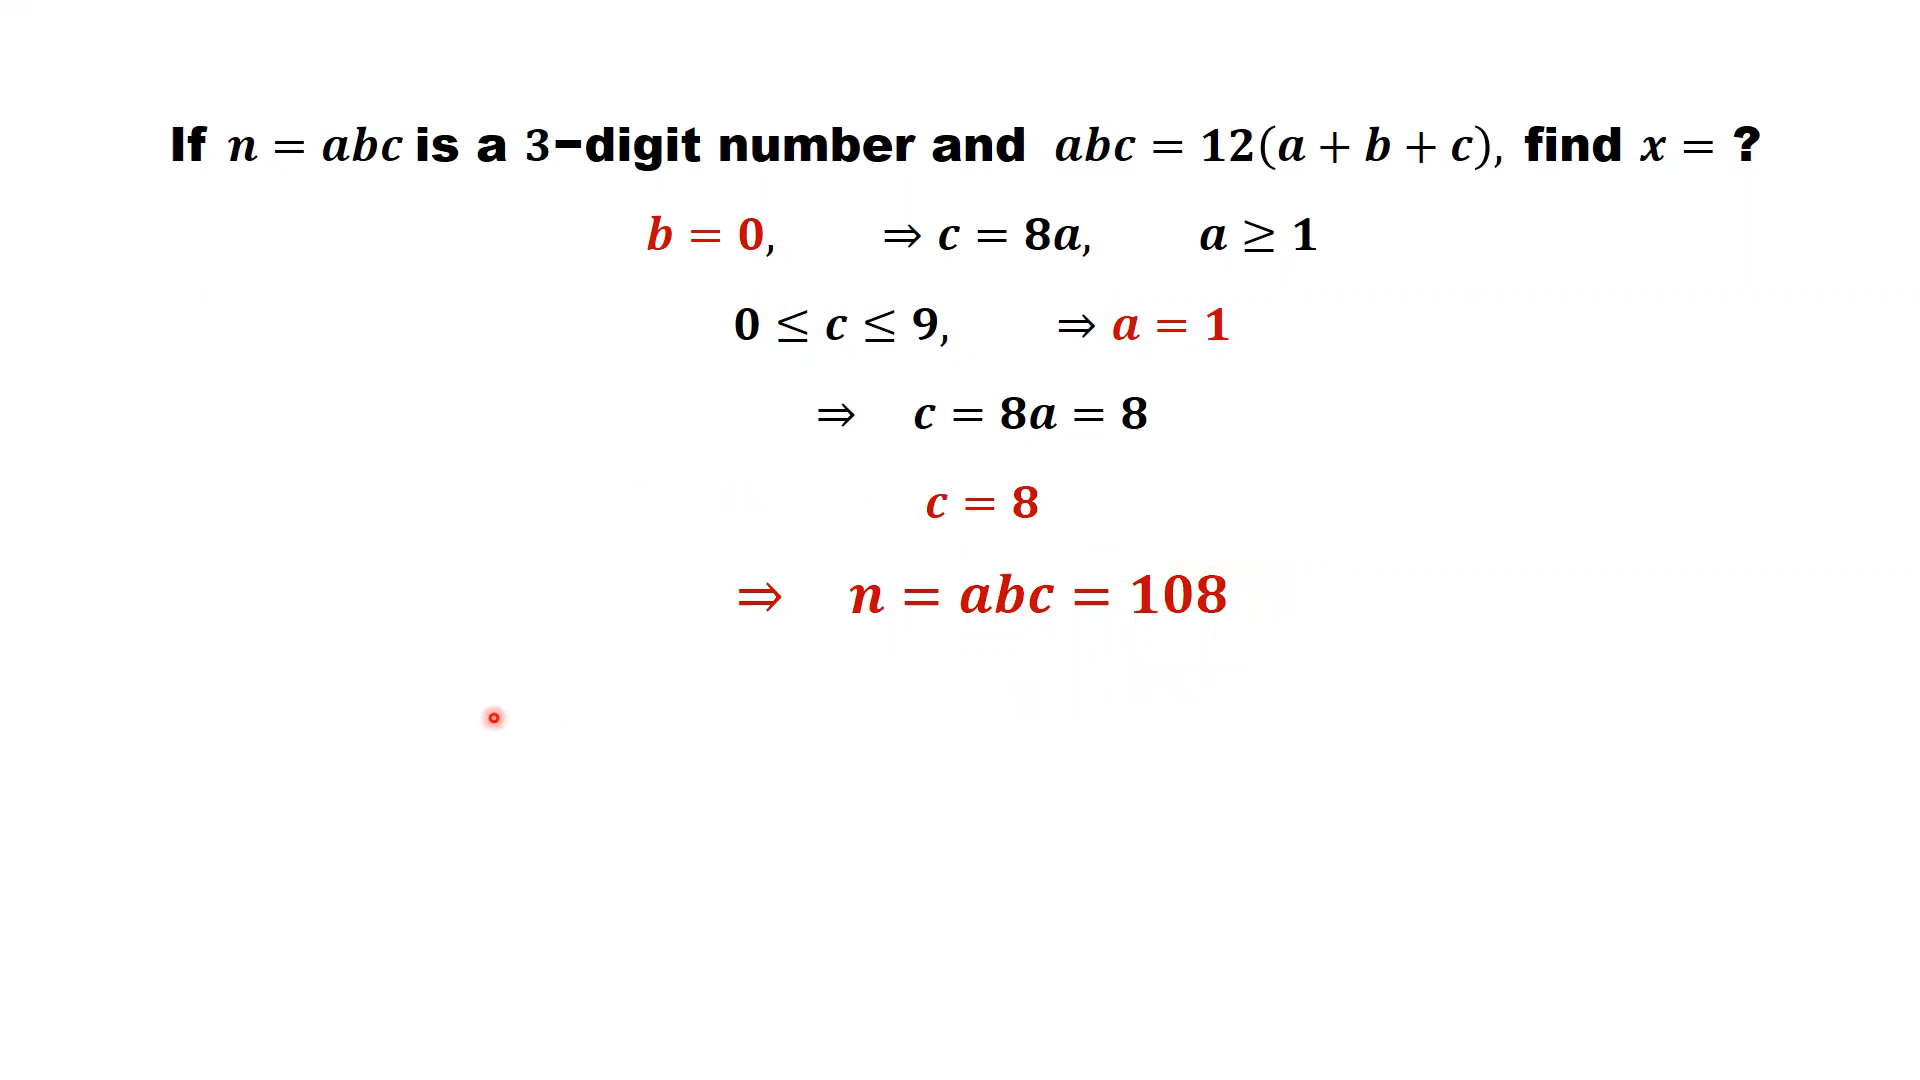 If n = abc is a 3−digit number and abc = 12(a + b + c), find x = ?
b = 0, ⇒ c = 8a, a ≥ 1
0 ≤ c ≤ 9, ⇒ a = 1
⇒ c = 8a = 8
c = 8
⇒ n = abc = 108